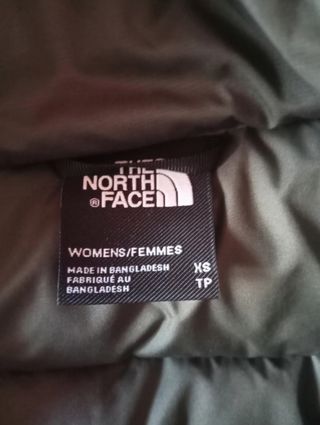 THE
NORTH
®FACE
WOMENS/FEMMES
MADE IN BANGLADESH XS
FABRIQUÉ AU TP
BANGLADESH